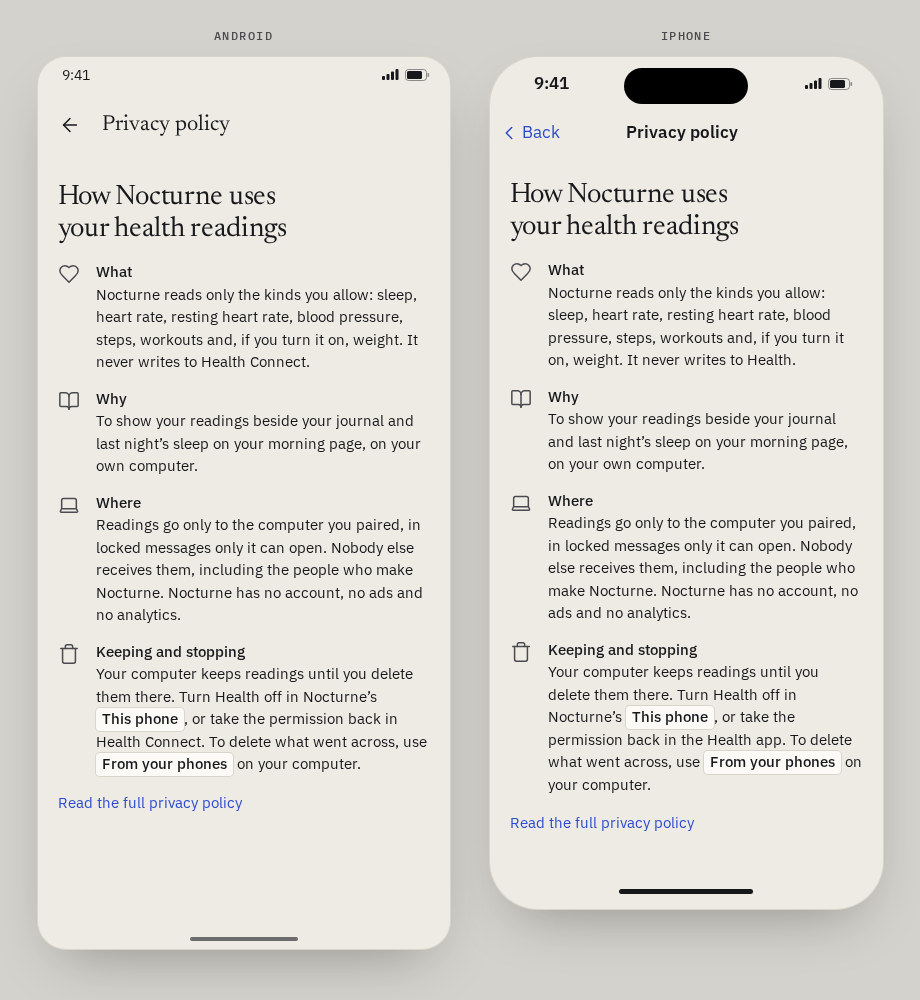 ANDROID
9:41
Privacy policy
How Nocturne uses
your health readings
What
Nocturne reads only the kinds you allow: sleep,
heart rate, resting heart rate, blood pressure,
steps, workouts and, if you turn it on, weight. It
never writes to Health Connect.
Why
To show your readings beside your journal and
last night’s sleep on your morning page, on your
own computer.
Where
Readings go only to the computer you paired, in
locked messages only it can open. Nobody else
receives them, including the people who make
Nocturne. Nocturne has no account, no ads and
no analytics.
Keeping and stopping
Your computer keeps readings until you delete
them there. Turn Health off in Nocturne’s
This phone, or take the permission back in
Health Connect. To delete what went across, use
From your phones on your computer.
Read the full privacy policy
IPHONE
9:41
Back Privacy policy
How Nocturne uses
your health readings
What
Nocturne reads only the kinds you allow:
sleep, heart rate, resting heart rate, blood
pressure, steps, workouts and, if you turn it
on, weight. It never writes to Health.
Why
To show your readings beside your journal
and last night’s sleep on your morning page,
on your own computer.
Where
Readings go only to the computer you paired,
in locked messages only it can open. Nobody
else receives them, including the people who
make Nocturne. Nocturne has no account, no
ads and no analytics.
Keeping and stopping
Your computer keeps readings until you
delete them there. Turn Health off in
Nocturne’s This phone, or take the
permission back in the Health app. To delete
what went across, use From your phones on
your computer.
Read the full privacy policy